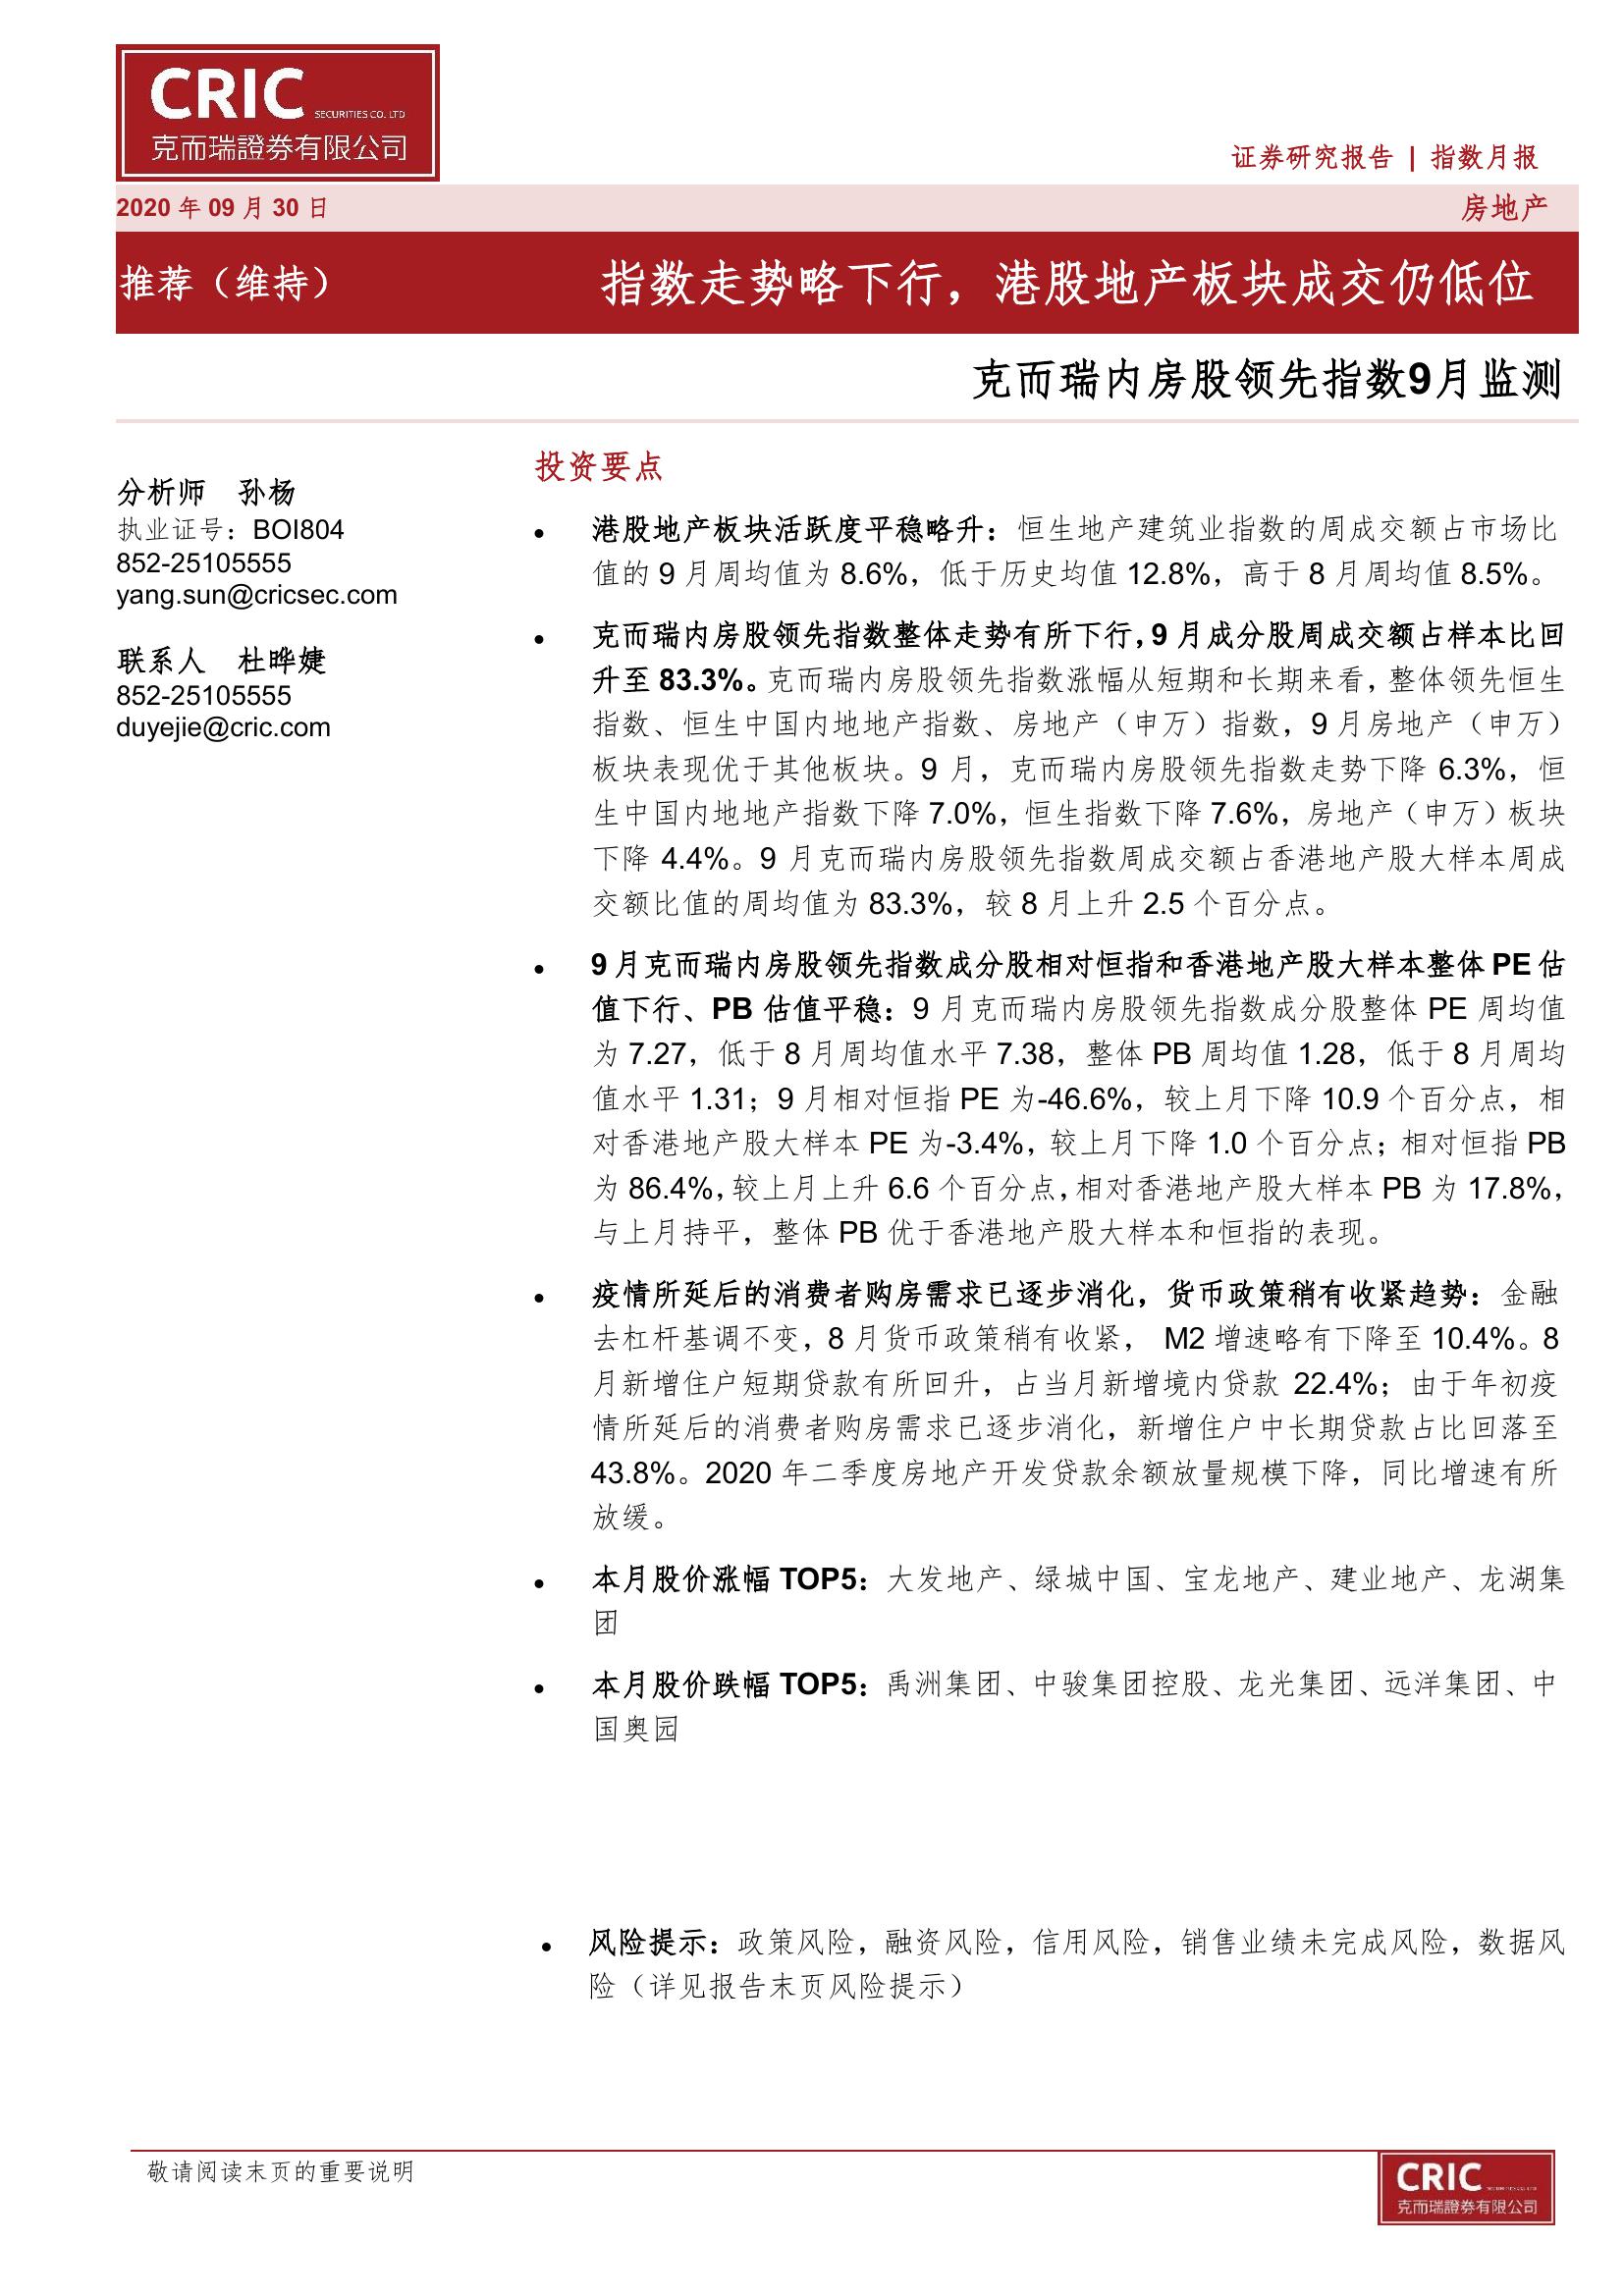 CRIC SECURITIES CO. LTD
克而瑞證券有限公司
证券研究报告 | 指数月报
2020 年 09 月 30 日
房地产
推荐（维持）
指数走势略下行，港股地产板块成交仍低位
克而瑞内房股领先指数9月监测
分析师 孙杨
执业证号：BOI804
852-25105555
yang.sun@cricsec.com
联系人 杜晔婕
852-25105555
duyejie@cric.com
投资要点
• 港股地产板块活跃度平稳略升：恒生地产建筑业指数的周成交额占市场比
值的 9 月周均值为 8.6%，低于历史均值 12.8%，高于 8 月周均值 8.5%。
• 克而瑞内房股领先指数整体走势有所下行，9 月成分股周成交额占样本比回
升至 83.3%。克而瑞内房股领先指数涨幅从短期和长期来看，整体领先恒生
指数、恒生中国内地地产指数、房地产（申万）指数，9 月房地产（申万）
板块表现优于其他板块。9 月，克而瑞内房股领先指数走势下降 6.3%，恒
生中国内地地产指数下降 7.0%，恒生指数下降 7.6%，房地产（申万）板块
下降 4.4%。9 月克而瑞内房股领先指数周成交额占香港地产股大样本周成
交额比值的周均值为 83.3%，较 8 月上升 2.5 个百分点。
• 9 月克而瑞内房股领先指数成分股相对恒指和香港地产股大样本整体 PE 估
值下行、PB 估值平稳：9 月克而瑞内房股领先指数成分股整体 PE 周均值
为 7.27，低于 8 月周均值水平 7.38，整体 PB 周均值 1.28，低于 8 月周均
值水平 1.31；9 月相对恒指 PE 为-46.6%，较上月下降 10.9 个百分点，相
对香港地产股大样本 PE 为-3.4%，较上月下降 1.0 个百分点；相对恒指 PB
为 86.4%，较上月上升 6.6 个百分点，相对香港地产股大样本 PB 为 17.8%，
与上月持平，整体 PB 优于香港地产股大样本和恒指的表现。
• 疫情所延后的消费者购房需求已逐步消化，货币政策稍有收紧趋势：金融
去杠杆基调不变，8 月货币政策稍有收紧， M2 增速略有下降至 10.4%。8
月新增住户短期贷款有所回升，占当月新增境内贷款 22.4%；由于年初疫
情所延后的消费者购房需求已逐步消化，新增住户中长期贷款占比回落至
43.8%。2020 年二季度房地产开发贷款余额放量规模下降，同比增速有所
放缓。
• 本月股价涨幅 TOP5：大发地产、绿城中国、宝龙地产、建业地产、龙湖集
团
• 本月股价跌幅 TOP5：禹洲集团、中骏集团控股、龙光集团、远洋集团、中
国奥园
• 风险提示：政策风险，融资风险，信用风险，销售业绩未完成风险，数据风
险（详见报告末页风险提示）
敬请阅读末页的重要说明
CRIC
克而瑞證券有限公司